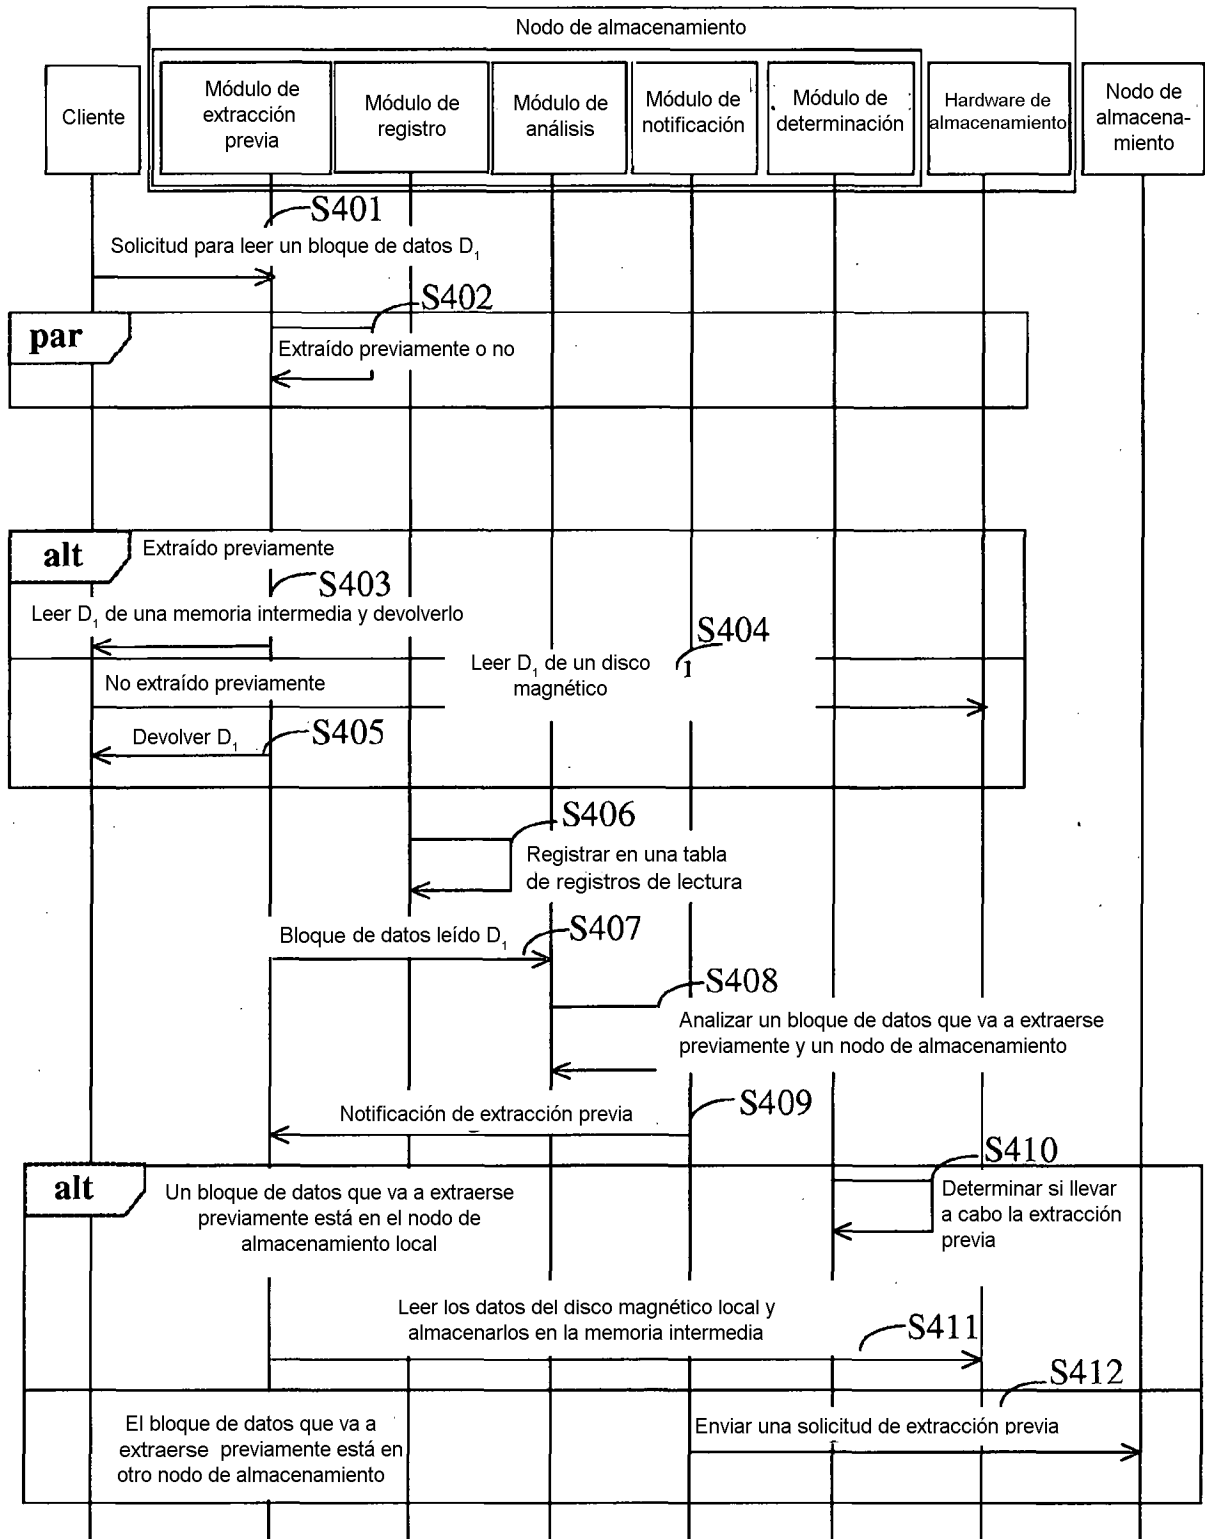 Nodo de almacenamiento
Cliente
Módulo de
extracción
previa
Módulo de
registro
Módulo de
análisis
Módulo de
notificación
Módulo de
determinación
Hardware de
almacenamiento
Nodo de
almacena-
miento
S401
Solicitud para leer un bloque de datos D₁
S402
par
Extraído previamente o no
alt
Extraído previamente
S403
Leer D₁ de una memoria intermedia y devolverlo
S404
Leer D₁ de un disco
magnético
No extraído previamente
S405
Devolver D₁
S406
Registrar en una tabla
de registros de lectura
Bloque de datos leído D₁
S407
S408
Analizar un bloque de datos que va a extraerse
previamente y un nodo de almacenamiento
S409
Notificación de extracción previa
S410
alt
Un bloque de datos que va a extraerse
previamente está en el nodo de
almacenamiento local
Determinar si llevar
a cabo la extracción
previa
Leer los datos del disco magnético local y
almacenarlos en la memoria intermedia
S411
S412
El bloque de datos que va a
extraerse previamente está en
otro nodo de almacenamiento
Enviar una solicitud de extracción previa